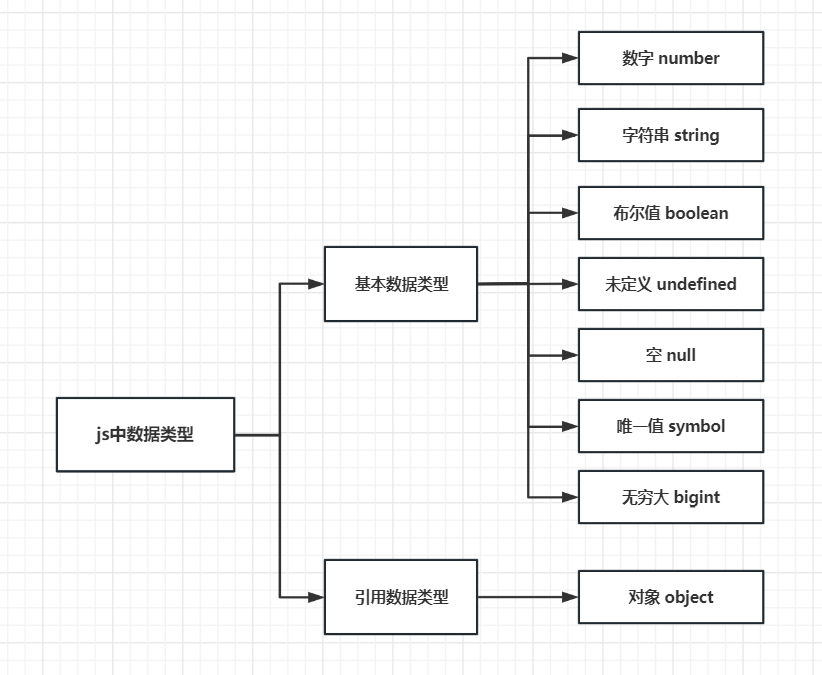 js中数据类型
基本数据类型
数字 number
字符串 string
布尔值 boolean
未定义 undefined
空 null
唯一值 symbol
无穷大 bigint
引用数据类型
对象 object